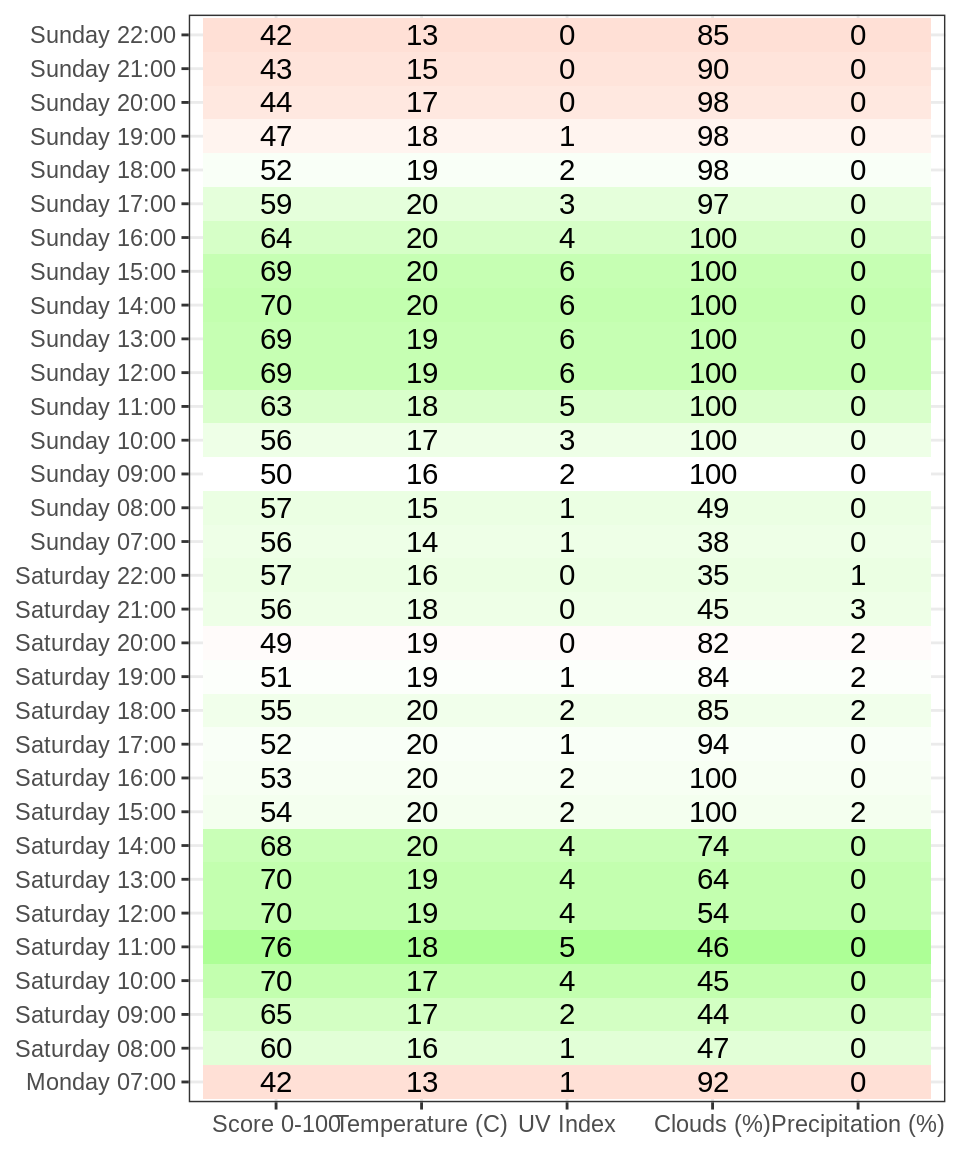 Sunday 22:00 42 13 0 85 0
Sunday 21:00 43 15 0 90 0
Sunday 20:00 44 17 0 98 0
Sunday 19:00 47 18 1 98 0
Sunday 18:00 52 19 2 98 0
Sunday 17:00 59 20 3 97 0
Sunday 16:00 64 20 4 100 0
Sunday 15:00 69 20 6 100 0
Sunday 14:00 70 20 6 100 0
Sunday 13:00 69 19 6 100 0
Sunday 12:00 69 19 6 100 0
Sunday 11:00 63 18 5 100 0
Sunday 10:00 56 17 3 100 0
Sunday 09:00 50 16 2 100 0
Sunday 08:00 57 15 1 49 0
Sunday 07:00 56 14 1 38 0
Saturday 22:00 57 16 0 35 1
Saturday 21:00 56 18 0 45 3
Saturday 20:00 49 19 0 82 2
Saturday 19:00 51 19 1 84 2
Saturday 18:00 55 20 2 85 2
Saturday 17:00 52 20 1 94 0
Saturday 16:00 53 20 2 100 0
Saturday 15:00 54 20 2 100 2
Saturday 14:00 68 20 4 74 0
Saturday 13:00 70 19 4 64 0
Saturday 12:00 70 19 4 54 0
Saturday 11:00 76 18 5 46 0
Saturday 10:00 70 17 4 45 0
Saturday 09:00 65 17 2 44 0
Saturday 08:00 60 16 1 47 0
Monday 07:00 42 13 1 92 0
Score 0-100 Temperature (C) UV Index Clouds (%) Precipitation (%)